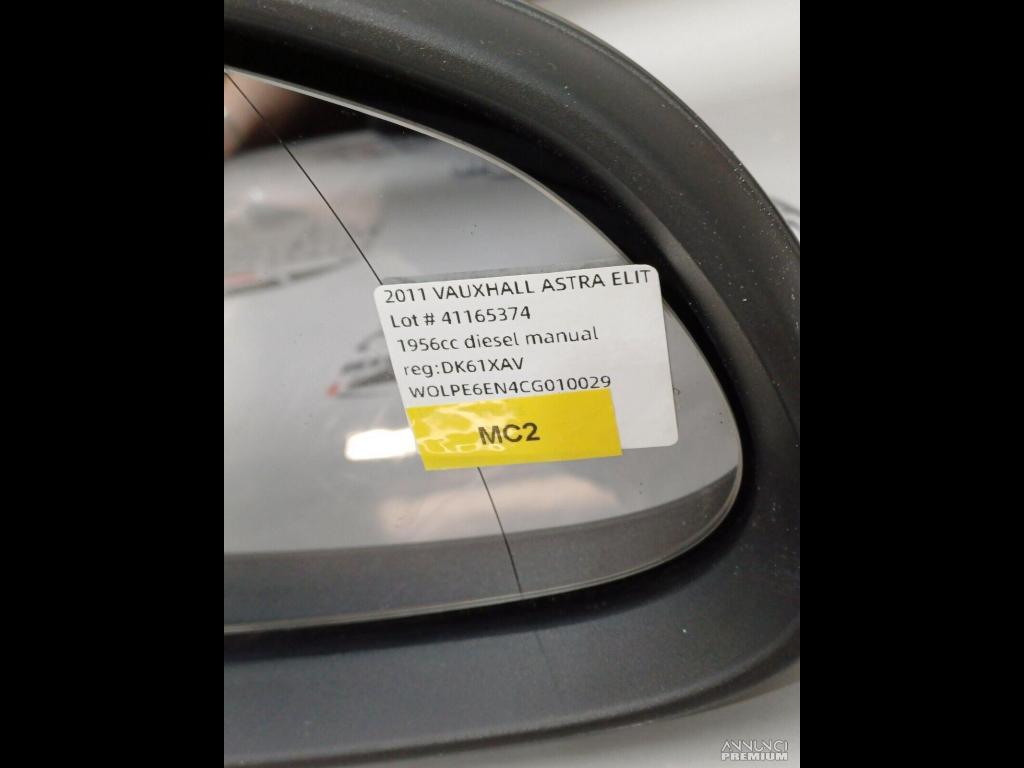 2011 VAUXHALL ASTRA ELIT
Lot # 41165374
1956cc diesel manual
reg:DK61XAV
WOLPE6EN4CG010029
MC2
ANNUNCI
PREMIUM